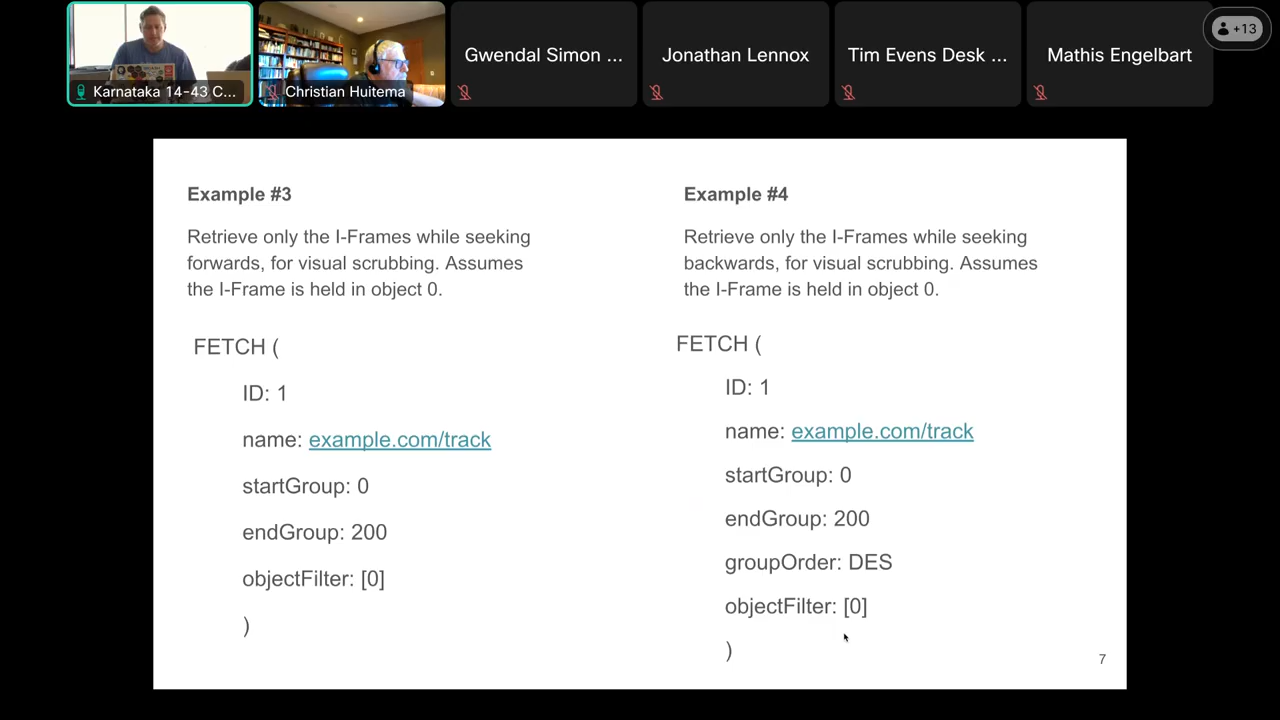 Karnataka 14-43 C...
Christian Huitema
Gwendal Simon ...
Jonathan Lennox
Tim Evens Desk ...
Mathis Engelbart
+13
Example #3
Retrieve only the I-Frames while seeking
forwards, for visual scrubbing. Assumes
the I-Frame is held in object 0.
FETCH (
ID: 1
name: example.com/track
startGroup: 0
endGroup: 200
objectFilter: [0]
)
Example #4
Retrieve only the I-Frames while seeking
backwards, for visual scrubbing. Assumes
the I-Frame is held in object 0.
FETCH (
ID: 1
name: example.com/track
startGroup: 0
endGroup: 200
groupOrder: DES
objectFilter: [0]
)
7